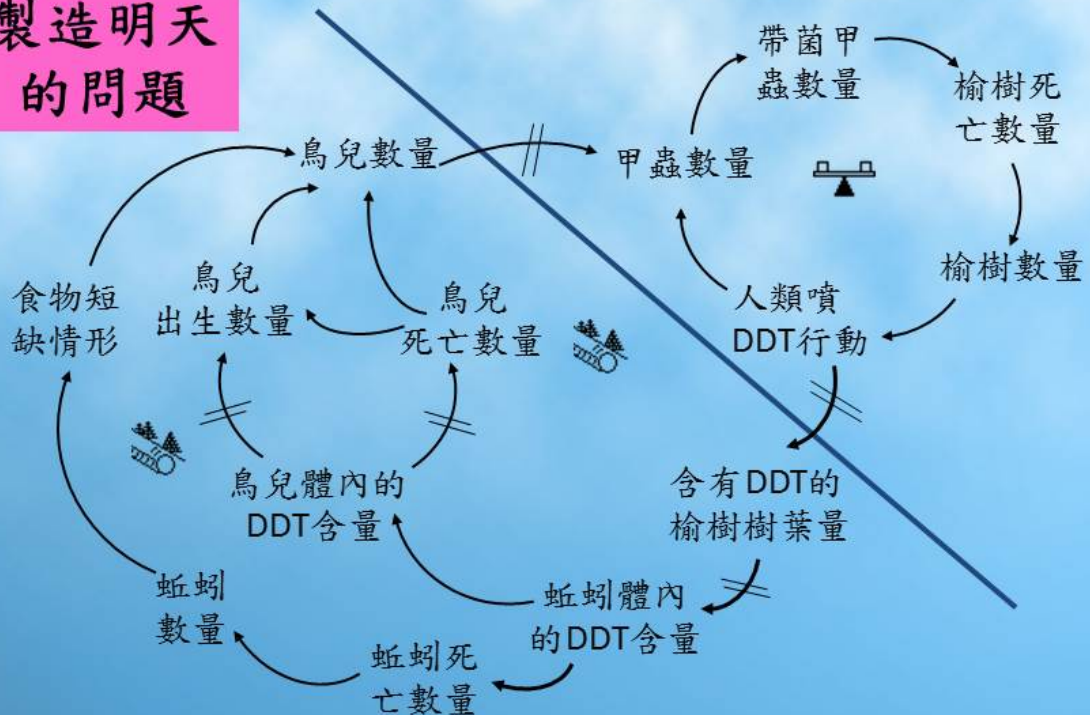 製造明天
的問題
帶菌甲
蟲數量
榆樹死
亡數量
鳥兒數量
甲蟲數量
榆樹數量
食物短
缺情形
鳥兒
出生數量
鳥兒
死亡數量
人類噴
DDT行動
鳥兒體內的
DDT含量
含有DDT的
榆樹樹葉量
蚯蚓
數量
蚯蚓體內
的DDT含量
蚯蚓死
亡數量